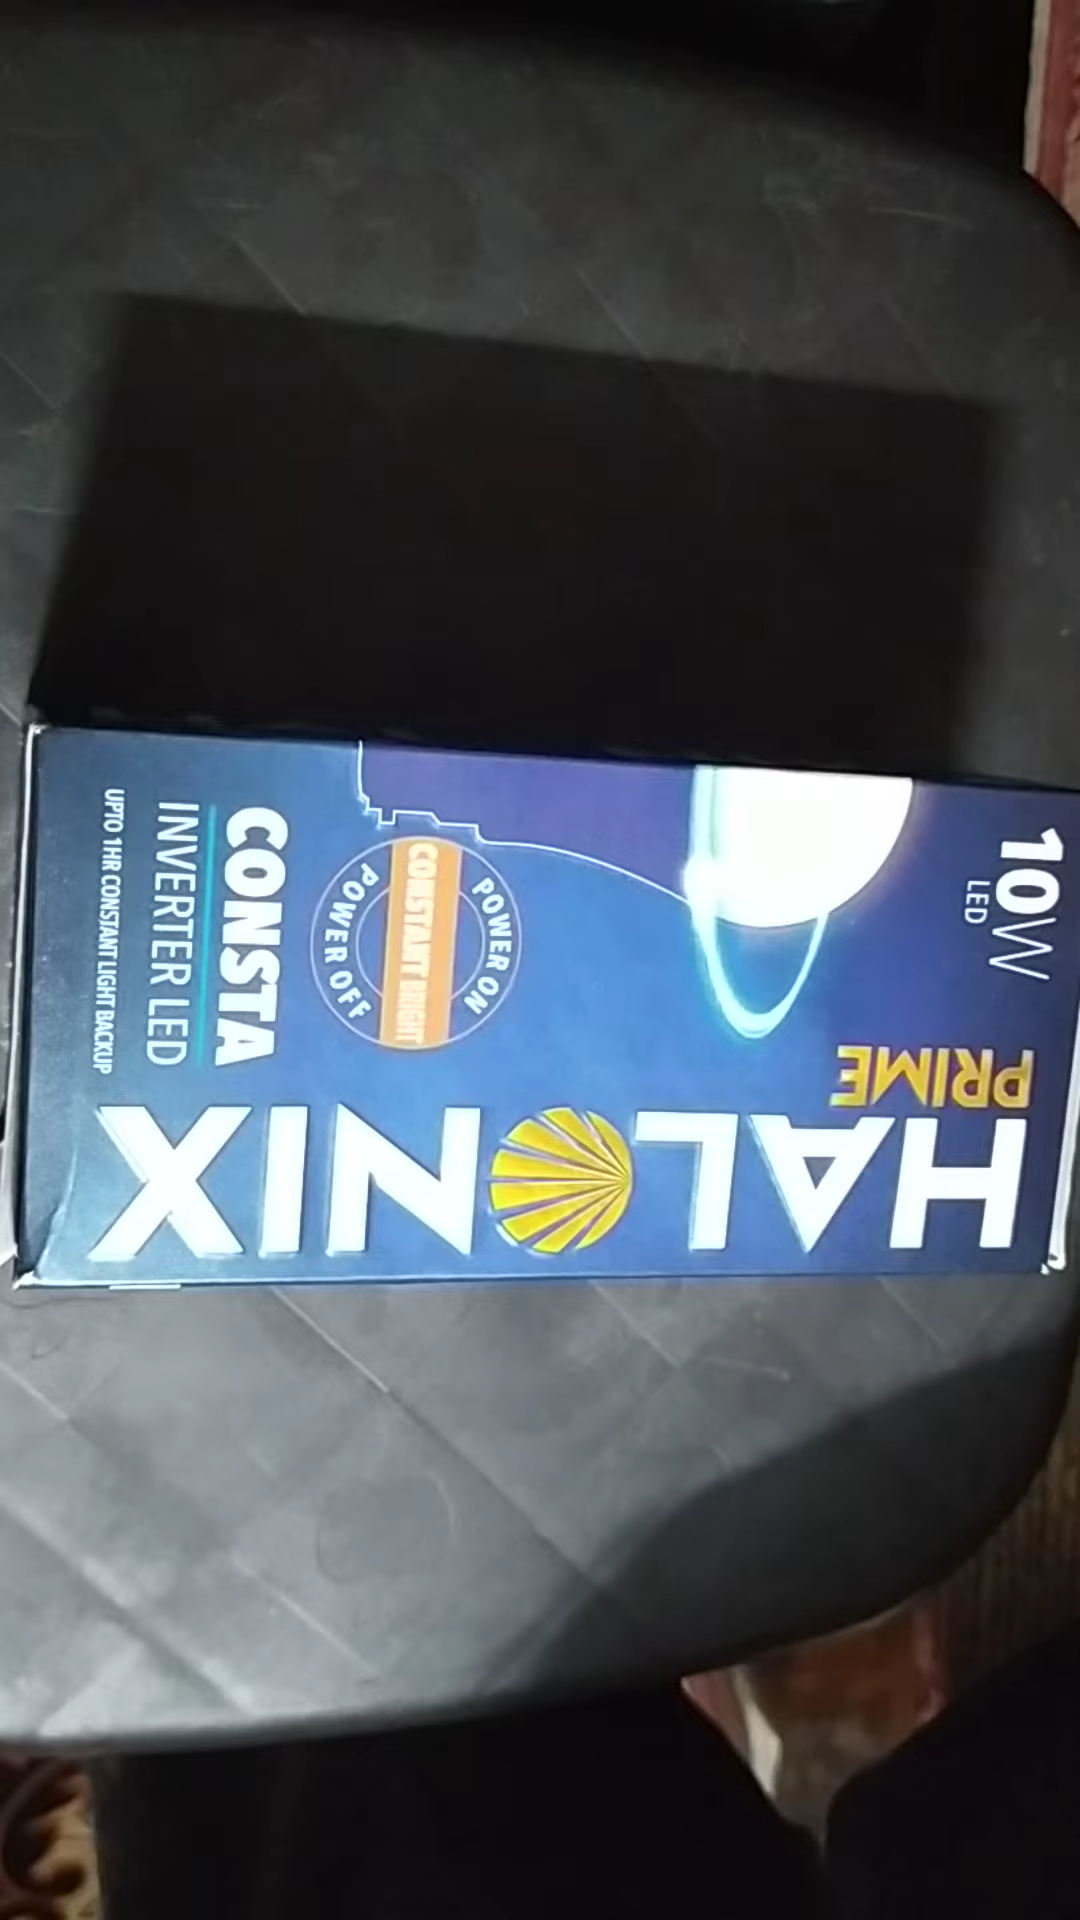 10W
LED
PRIME
HALONIX
POWER ON
CONSTANT BRIGHT
POWER OFF
CONSTA
INVERTER LED
UPTO 1HR CONSTANT LIGHT BACKUP